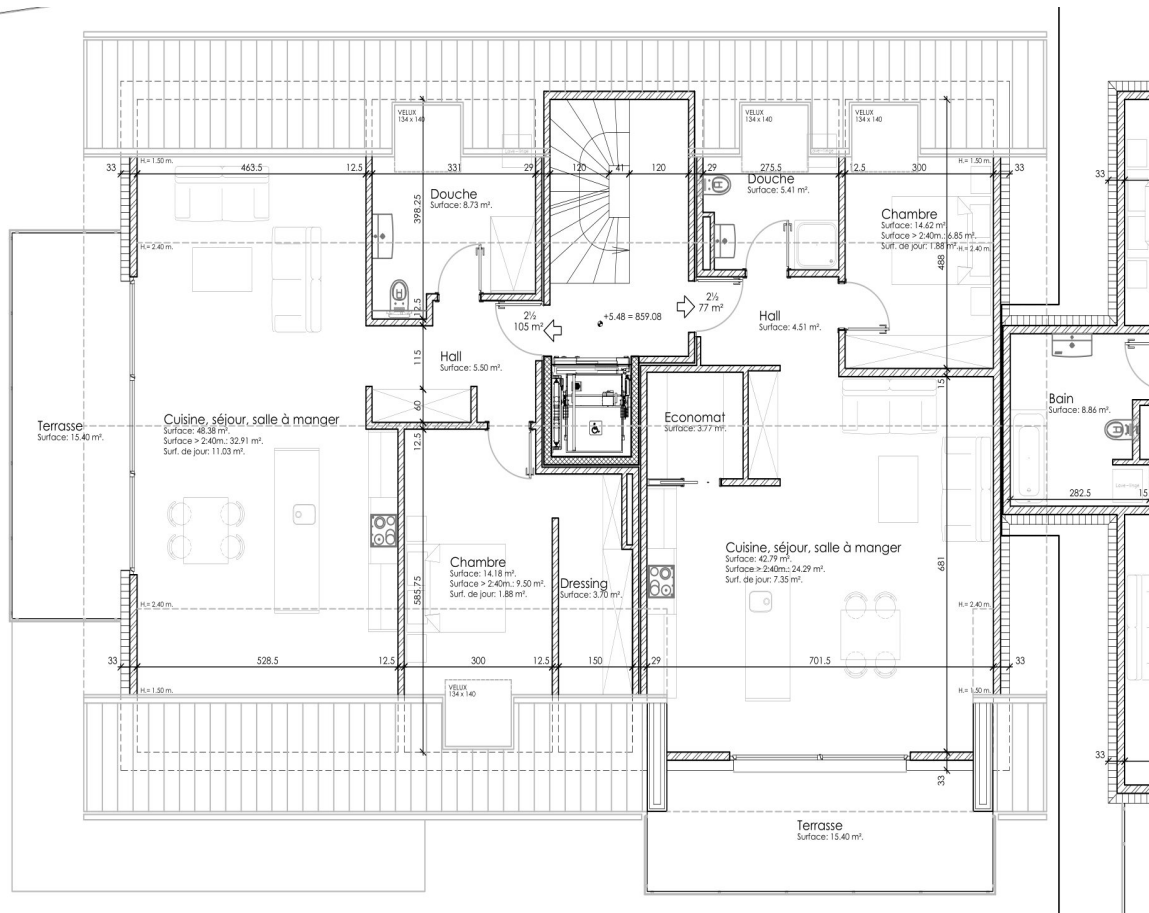 VELUX
134 x 140
VELUX
134 x 140
VELUX
134 x 140
H.= 1,50 m.
H.= 1,50 m.
33
463.5
12.5
331
29
120
41
120
29
275.5
12.5
300
33
33
Douche
Surface: 8.73 m².
398.25
Douche
Surface: 5.41 m².
Chambre
Surface: 14.62 m².
Surface > 2:40m.: 6.85 m².
Surf. de jour: 1.88 m².
H.= 2.40 m.
H.= 2.40 m.
488
12.5
2½
105 m²
+5.48 = 859.08
2½
77 m²
Hall
Surface: 4.51 m².
115
Hall
Surface: 5.50 m².
60
15
Terrasse
Surface: 15.40 m².
Cuisine, séjour, salle à manger
Surface: 48.38 m².
Surface > 2:40m.: 32.91 m².
Surf. de jour: 11.03 m².
12.5
Economat
Surface: 3.77 m².
Bain
Surface: 8.86 m².
282.5
15
Cuisine, séjour, salle à manger
Surface: 42.79 m².
Surface > 2:40m.: 24.29 m².
Surf. de jour: 7.35 m².
681
Chambre
Surface: 14.18 m².
Surface > 2:40m.: 9.50 m².
Surf. de jour: 1.88 m².
585.75
Dressing
Surface: 3.70 m².
H.= 2.40 m.
H.= 2.40 m.
33
528.5
12.5
300
12.5
150
29
701.5
33
H.= 1,50 m.
VELUX
134 x 140
H.= 1,50 m.
33
33
Terrasse
Surface: 15.40 m².